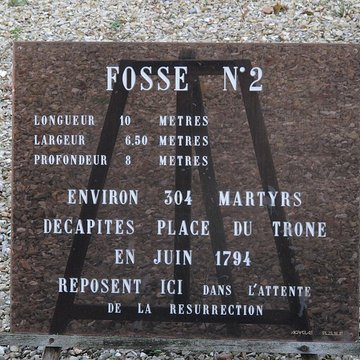 FOSSE N°2
LONGUEUR 10 METRES
LARGEUR 6.50 METRES
PROFONDEUR 8 METRES
ENVIRON 304 MARTYRS
DECAPITES PLACE DU TRONE
EN JUIN 1794
REPOSENT ICI DANS L'ATTENTE
DE LA RESURRECTION